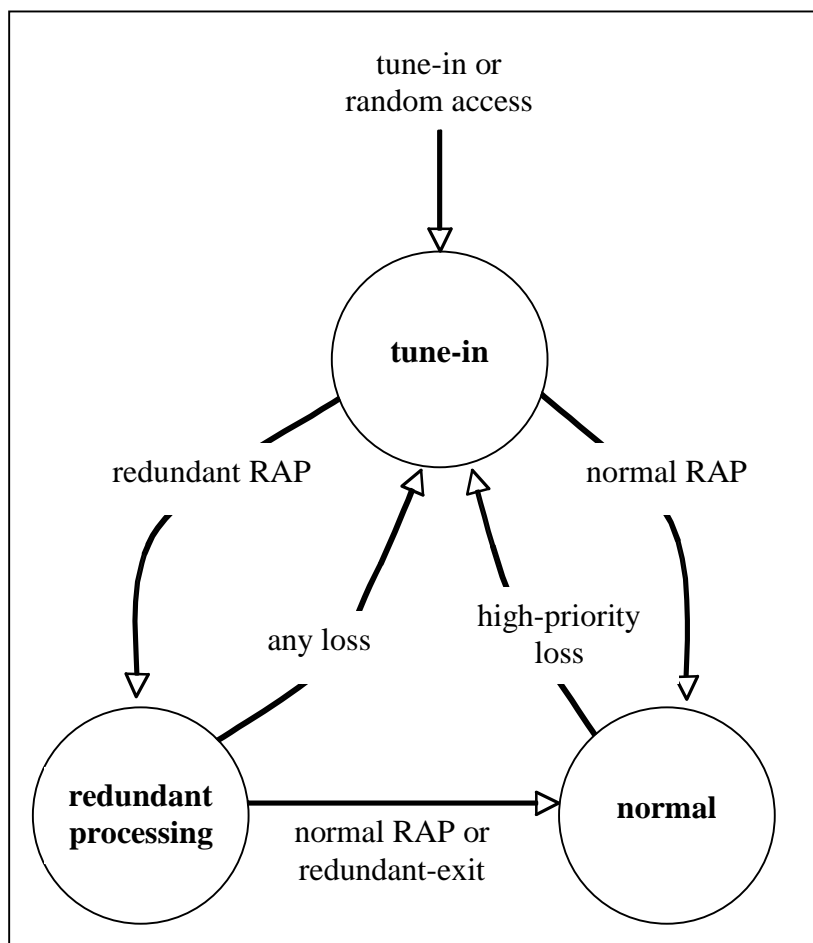 tune-in or
random access
tune-in
redundant RAP
normal RAP
any loss
high-priority
loss
redundant
processing
normal RAP or
redundant-exit
normal